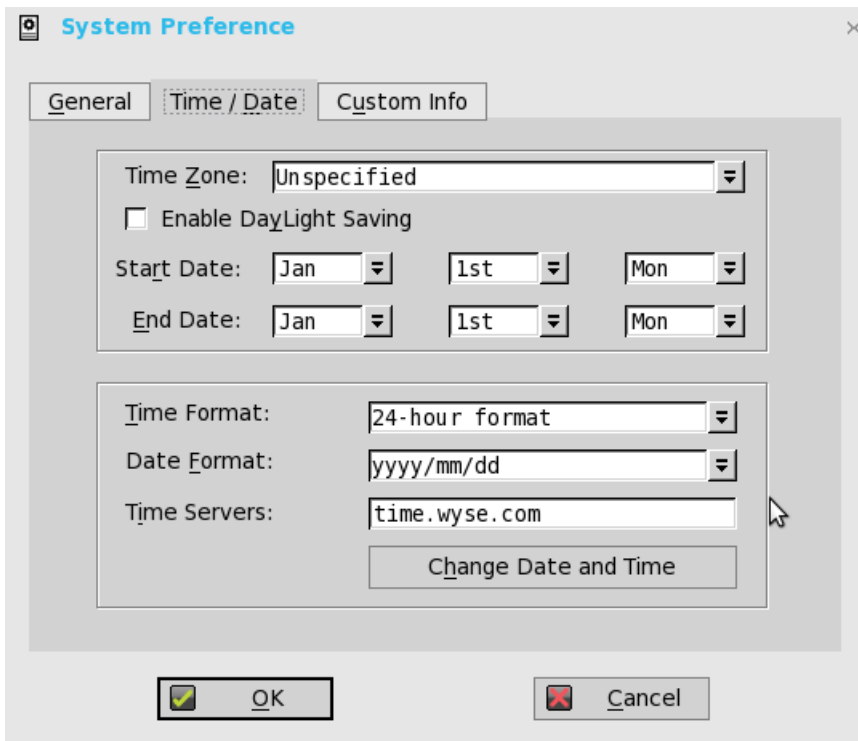 System Preference
General Time / Date Custom Info
Time Zone: Unspecified
Enable DayLight Saving
Start Date: Jan 1st Mon
End Date: Jan 1st Mon
Time Format: 24-hour format
Date Format: yyyy/mm/dd
Time Servers: time.wyse.com
Change Date and Time
OK Cancel